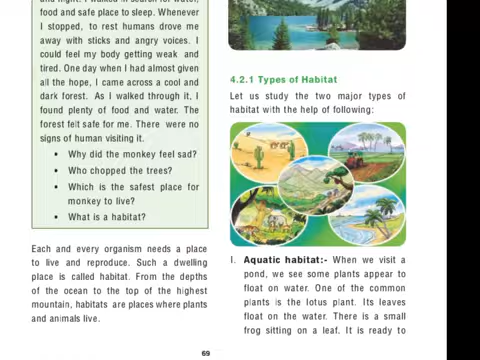 and night. I walked in search for water,
food and safe place to sleep. Whenever
I stopped, to rest humans drove me
away with sticks and angry voices. I
could feel my body getting weak and
tired. One day when I had almost given
all the hope, I came across a cool and
dark forest. As I walked through it, I
found plenty of food and water. The
forest felt safe for me. There were no
signs of human visiting it.
• Why did the monkey feel sad?
• Who chopped the trees?
• Which is the safest place for
monkey to live?
• What is a habitat?
Each and every organism needs a place
to live and reproduce. Such a dwelling
place is called habitat. From the depths
of the ocean to the top of the highest
mountain, habitats are places where plants
and animals live.
4.2.1 Types of Habitat
Let us study the two major types of
habitat with the help of following:
I. Aquatic habitat:- When we visit a
pond, we see some plants appear to
float on water. One of the common
plants is the lotus plant. Its leaves
float on the water. There is a small
frog sitting on a leaf. It is ready to
69